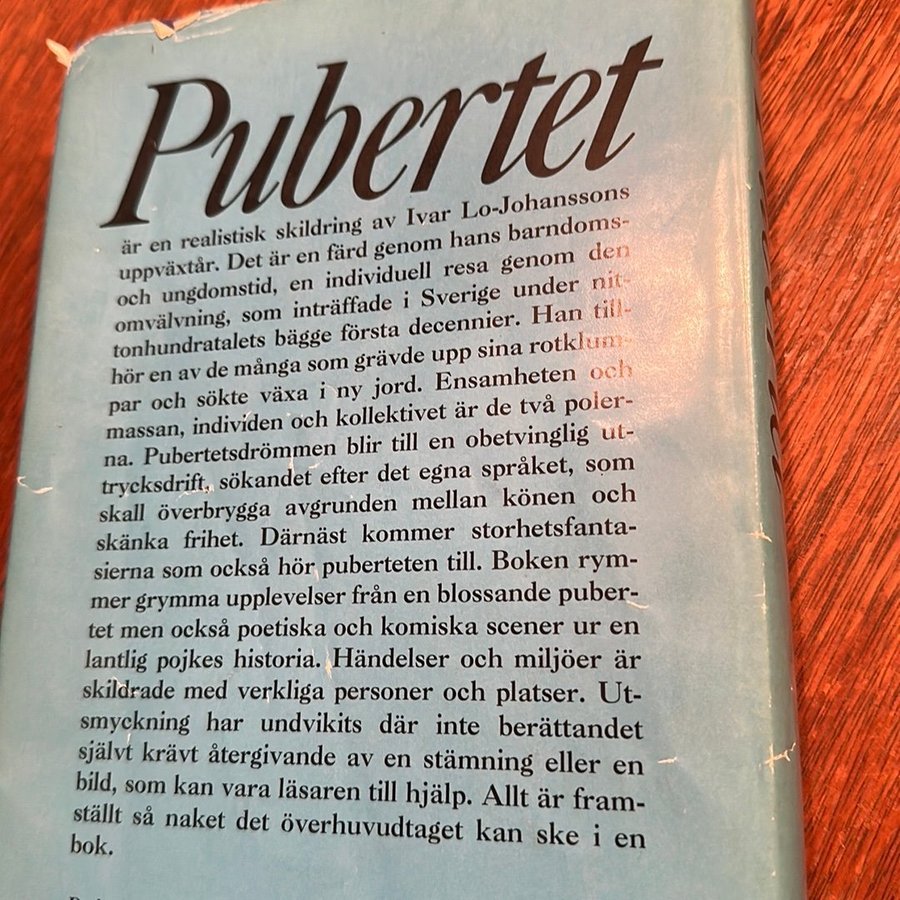 Pubertet
är en realistisk skildring av Ivar Lo-Johanssons
uppväxtår. Det är en färd genom hans barndoms-
och ungdomstid, en individuell resa genom den
omvälvning, som inträffade i Sverige under nit-
tonhundratalets bägge första decennier. Han till-
hör en av de många som grävde upp sina rotklum-
par och sökte växa i ny jord. Ensamheten och
massan, individen och kollektivet är de två poler-
na. Pubertetsdrömmen blir till en obetvinglig ut-
trycksdrift, sökandet efter det egna språket, som
skall överbrygga avgrunden mellan könen och
skänka frihet. Därnäst kommer storhetsfanta-
sierna som också hör puberteten till. Boken rym-
mer grymma upplevelser från en blossande puber-
tet men också poetiska och komiska scener ur en
lantlig pojkes historia. Händelser och miljöer är
skildrade med verkliga personer och platser. Ut-
smyckning har undvikits där inte berättandet
självt krävt återgivande av en stämning eller en
bild, som kan vara läsaren till hjälp. Allt är fram-
ställt så naket det överhuvudtaget kan ske i en
bok.